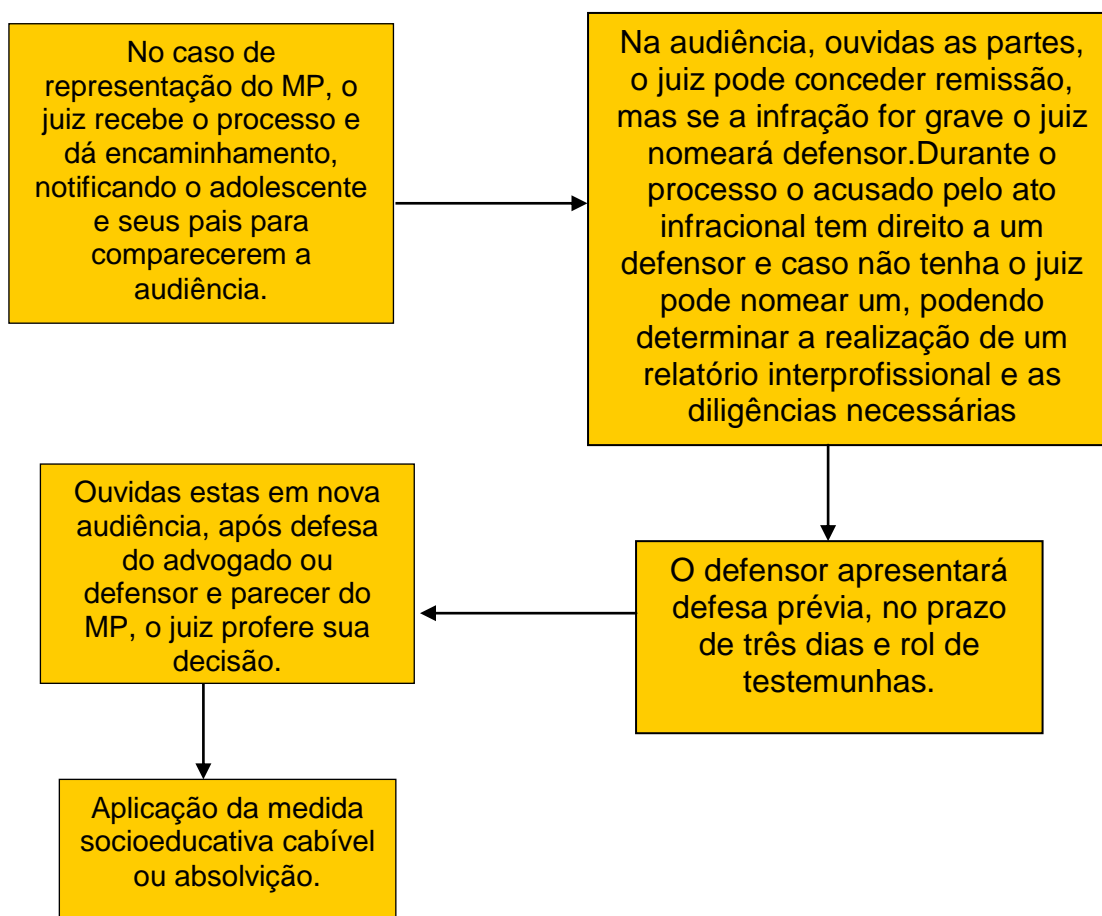 No caso de
representação do MP, o
juiz recebe o processo e
dá encaminhamento,
notificando o adolescente
e seus pais para
comparecerem a
audiência.
Na audiência, ouvidas as partes,
o juiz pode conceder remissão,
mas se a infração for grave o juiz
nomeará defensor.Durante o
processo o acusado pelo ato
infracional tem direito a um
defensor e caso não tenha o juiz
pode nomear um, podendo
determinar a realização de um
relatório interprofissional e as
diligências necessárias
O defensor apresentará
defesa prévia, no prazo
de três dias e rol de
testemunhas.
Ouvidas estas em nova
audiência, após defesa
do advogado ou
defensor e parecer do
MP, o juiz profere sua
decisão.
Aplicação da medida
socioeducativa cabível
ou absolvição.